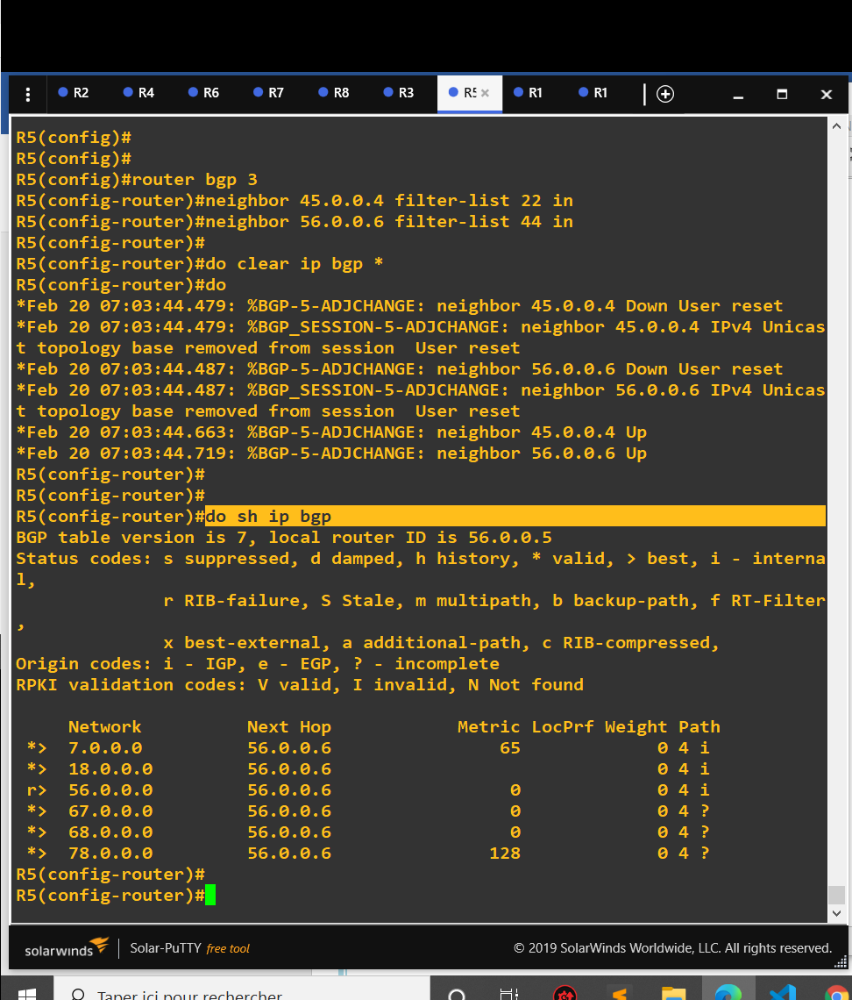 R2 R4 R6 R7 R8 R3 R5 R1 R1
R5(config)#
R5(config)#
R5(config)#router bgp 3
R5(config-router)#neighbor 45.0.0.4 filter-list 22 in
R5(config-router)#neighbor 56.0.0.6 filter-list 44 in
R5(config-router)#
R5(config-router)#do clear ip bgp *
R5(config-router)#do
*Feb 20 07:03:44.479: %BGP-5-ADJCHANGE: neighbor 45.0.0.4 Down User reset
*Feb 20 07:03:44.479: %BGP_SESSION-5-ADJCHANGE: neighbor 45.0.0.4 IPv4 Unicas
t topology base removed from session  User reset
*Feb 20 07:03:44.487: %BGP-5-ADJCHANGE: neighbor 56.0.0.6 Down User reset
*Feb 20 07:03:44.487: %BGP_SESSION-5-ADJCHANGE: neighbor 56.0.0.6 IPv4 Unicas
t topology base removed from session  User reset
*Feb 20 07:03:44.663: %BGP-5-ADJCHANGE: neighbor 45.0.0.4 Up
*Feb 20 07:03:44.719: %BGP-5-ADJCHANGE: neighbor 56.0.0.6 Up
R5(config-router)#
R5(config-router)#
R5(config-router)#do sh ip bgp
BGP table version is 7, local router ID is 56.0.0.5
Status codes: s suppressed, d damped, h history, * valid, > best, i - interna
l,
              r RIB-failure, S Stale, m multipath, b backup-path, f RT-Filter
,
              x best-external, a additional-path, c RIB-compressed,
Origin codes: i - IGP, e - EGP, ? - incomplete
RPKI validation codes: V valid, I invalid, N Not found
     Network          Next Hop            Metric LocPrf Weight Path
 *>  7.0.0.0          56.0.0.6                65             0 4 i
 *>  18.0.0.0         56.0.0.6                               0 4 i
 r>  56.0.0.0         56.0.0.6                 0             0 4 i
 *>  67.0.0.0         56.0.0.6                 0             0 4 ?
 *>  68.0.0.0         56.0.0.6                 0             0 4 ?
 *>  78.0.0.0         56.0.0.6               128             0 4 ?
R5(config-router)#
R5(config-router)#
solarwinds Solar-PuTTY free tool © 2019 SolarWinds Worldwide, LLC. All rights reserved.
Taper ici pour rechercher